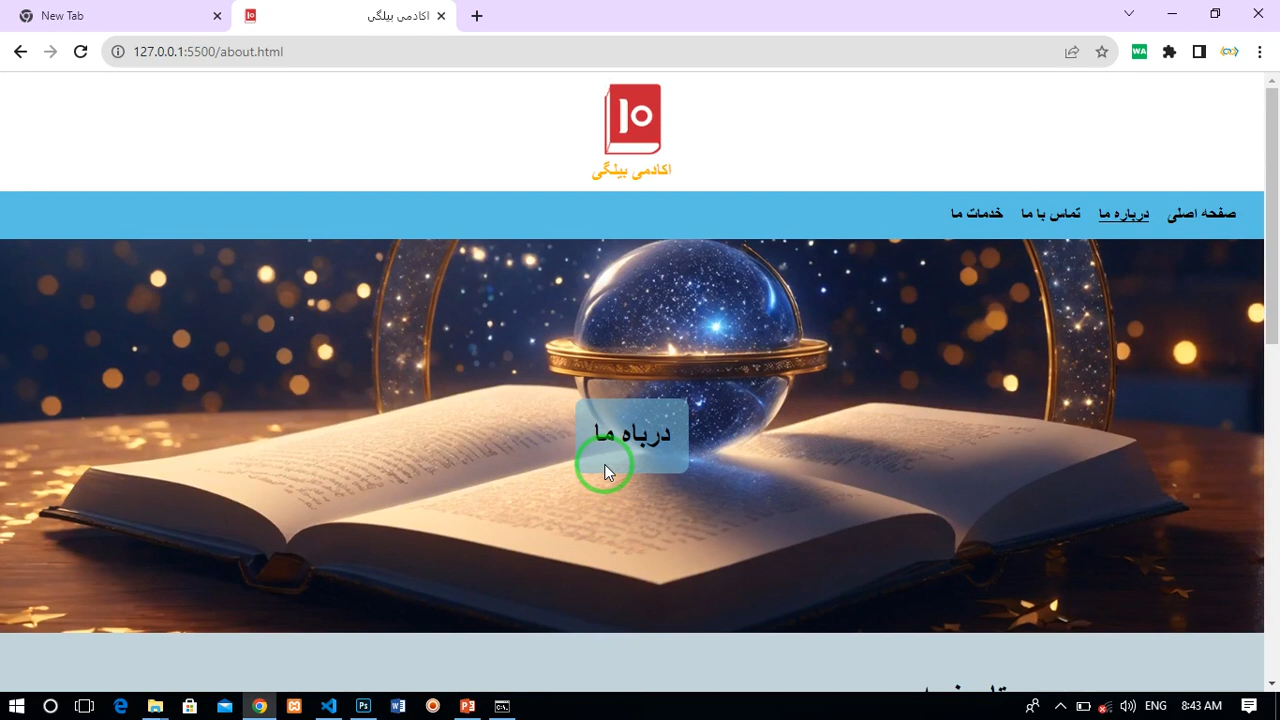 New Tab
اکادمی بیلگی
127.0.0.1:5500/about.html
WA
اکادمی بیلگی
صفحه اصلی
درباره ما
تماس با ما
خدمات ما
درباه ما
ENG
8:43 AM